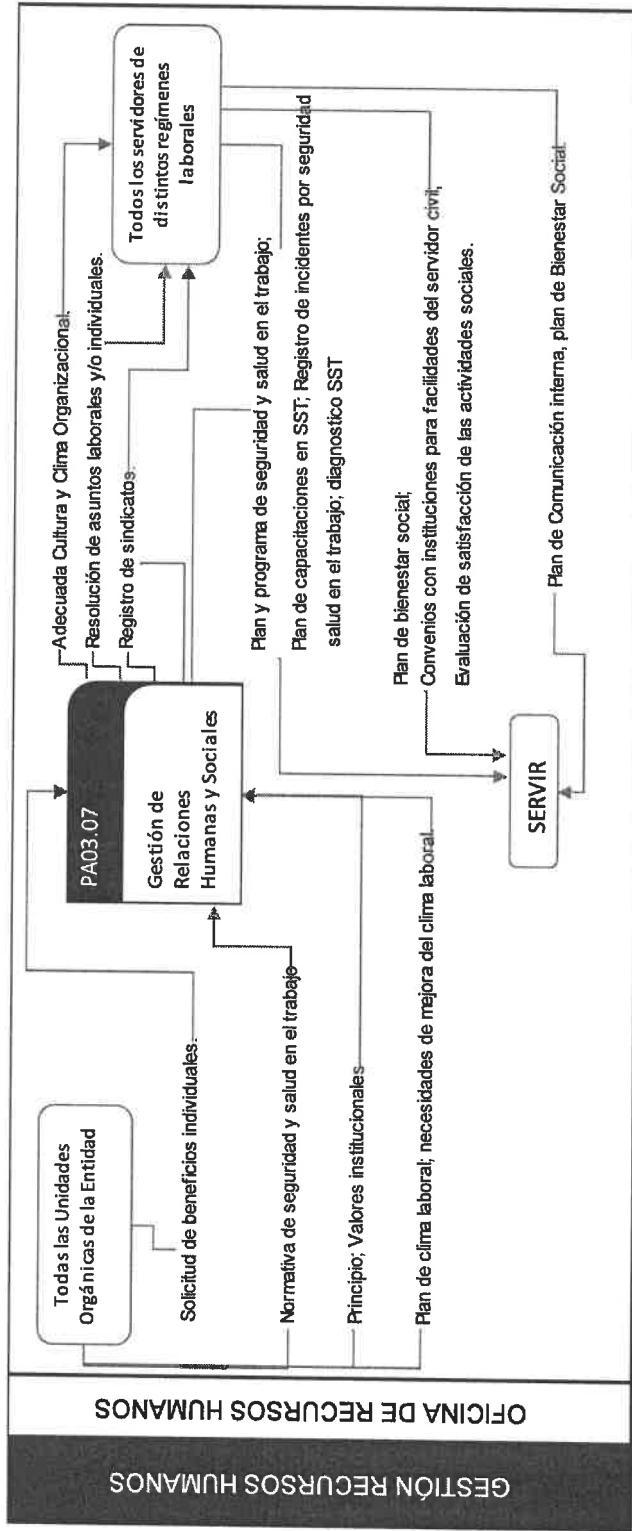 GESTIÓN RECURSOS HUMANOS
OFICINA DE RECURSOS HUMANOS
Todas las Unidades
Orgánicas de la Entidad
Solicitud de beneficios individuales.
Normativa de seguridad y salud en el trabajo
Principio; Valores institucionales
Plan de clima laboral; necesidades de mejora del clima laboral.
PA03.07
Gestión de
Relaciones
Humanas y Sociales
Adecuada Cultura y Clima Organizacional.
Resolución de asuntos laborales y/o individuales.
Registro de sindicatos.
Todos los servidores de
distintos regímenes
laborales
Plan y programa de seguridad y salud en el trabajo;
Plan de capacitaciones en SST; Registro de incidentes por seguridad
salud en el trabajo; diagnostico SST
Plan de bienestar social;
Convenios con instituciones para facilidades del servidor civil;
Evaluación de satisfacción de las actividades sociales.
SERVIR
Plan de Comunicación interna, plan de Bienestar Social.